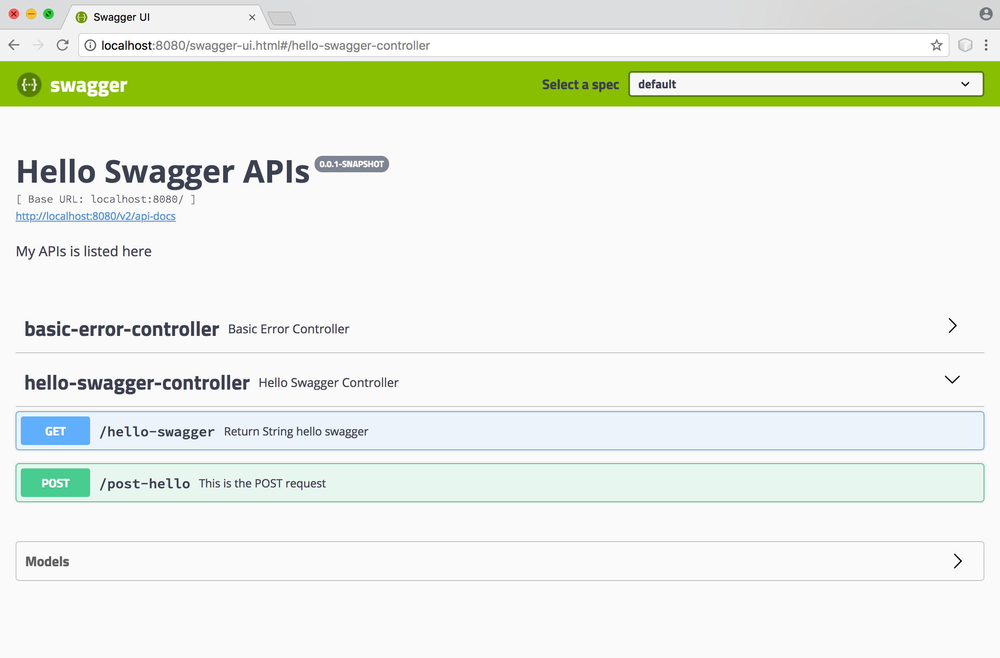 Swagger UI
localhost:8080/swagger-ui.html#/hello-swagger-controller
{···} swagger
Select a spec
default
Hello Swagger APIs 0.0.1-SNAPSHOT
[ Base URL: localhost:8080/ ]
http://localhost:8080/v2/api-docs
My APIs is listed here
basic-error-controller Basic Error Controller
hello-swagger-controller Hello Swagger Controller
GET /hello-swagger Return String hello swagger
POST /post-hello This is the POST request
Models